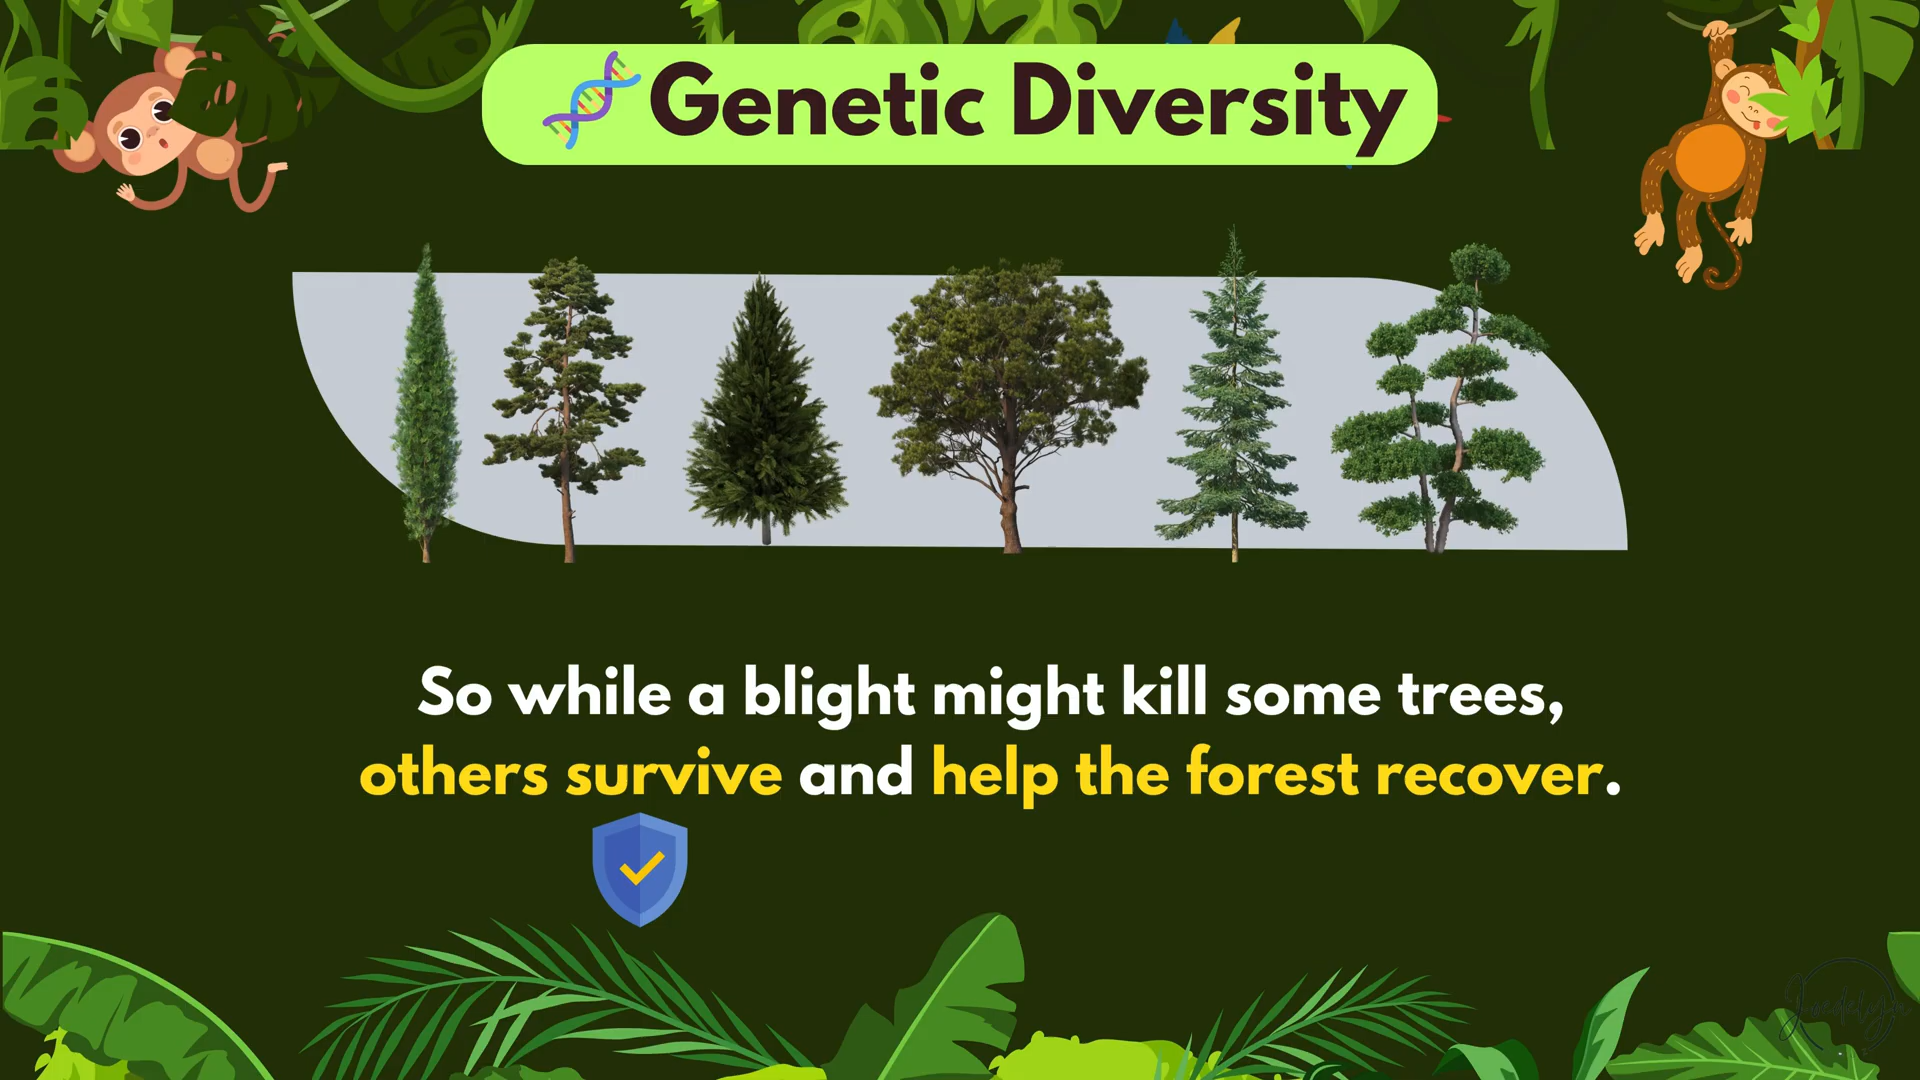 Genetic Diversity
So while a blight might kill some trees,
others survive and help the forest recover.